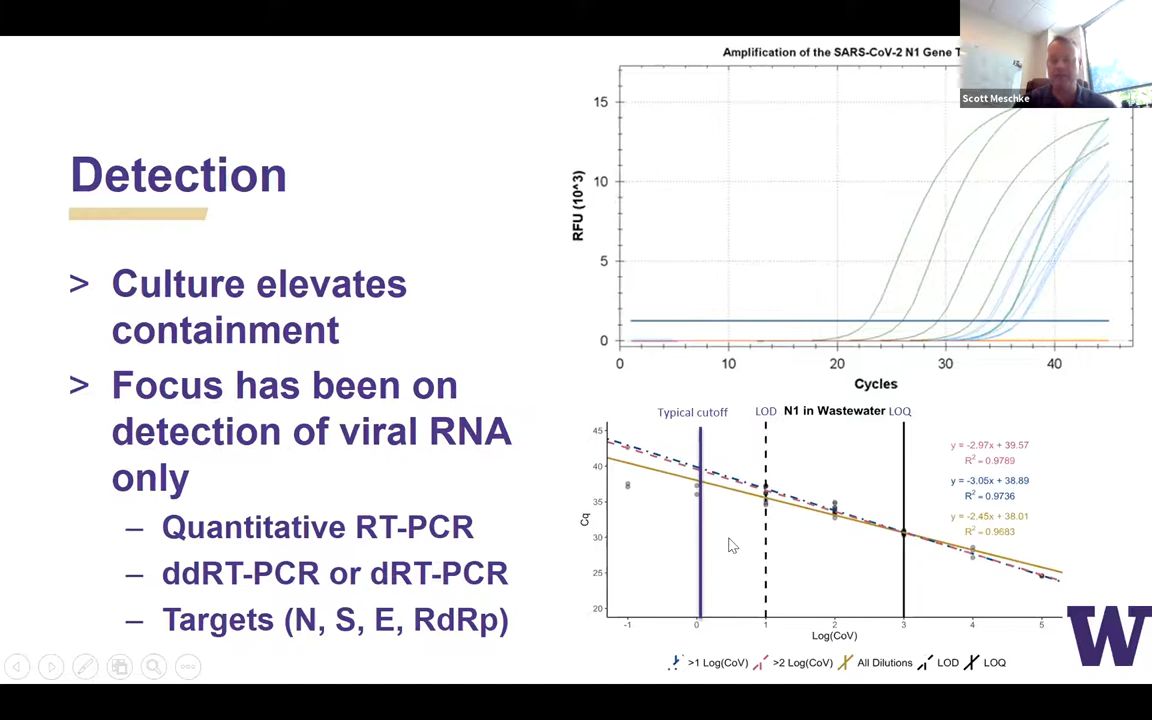 Detection
> Culture elevates
containment
> Focus has been on
detection of viral RNA
only
– Quantitative RT-PCR
– ddRT-PCR or dRT-PCR
– Targets (N, S, E, RdRp)
Amplification of the SARS-CoV-2 N1 Gene
Scott Meschke
15
10
5
0
RFU (10^3)
0 10 20 30 40
Cycles
Typical cutoff LOD N1 in Wastewater LOQ
45
40
35
30
25
20
Cq
y = -2.97x + 39.57
R² = 0.9789
y = -3.05x + 38.89
R² = 0.9736
y = -2.45x + 38.01
R² = 0.9683
-1 0 1 2 3 4 5
Log(CoV)
>1 Log(CoV) >2 Log(CoV) All Dilutions LOD LOQ
W